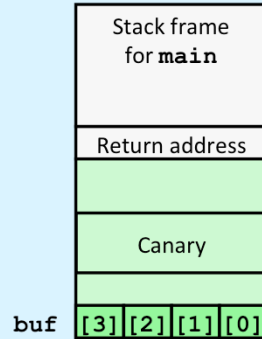 Stack frame
for main
Return address
Canary
buf [3] [2] [1] [0]